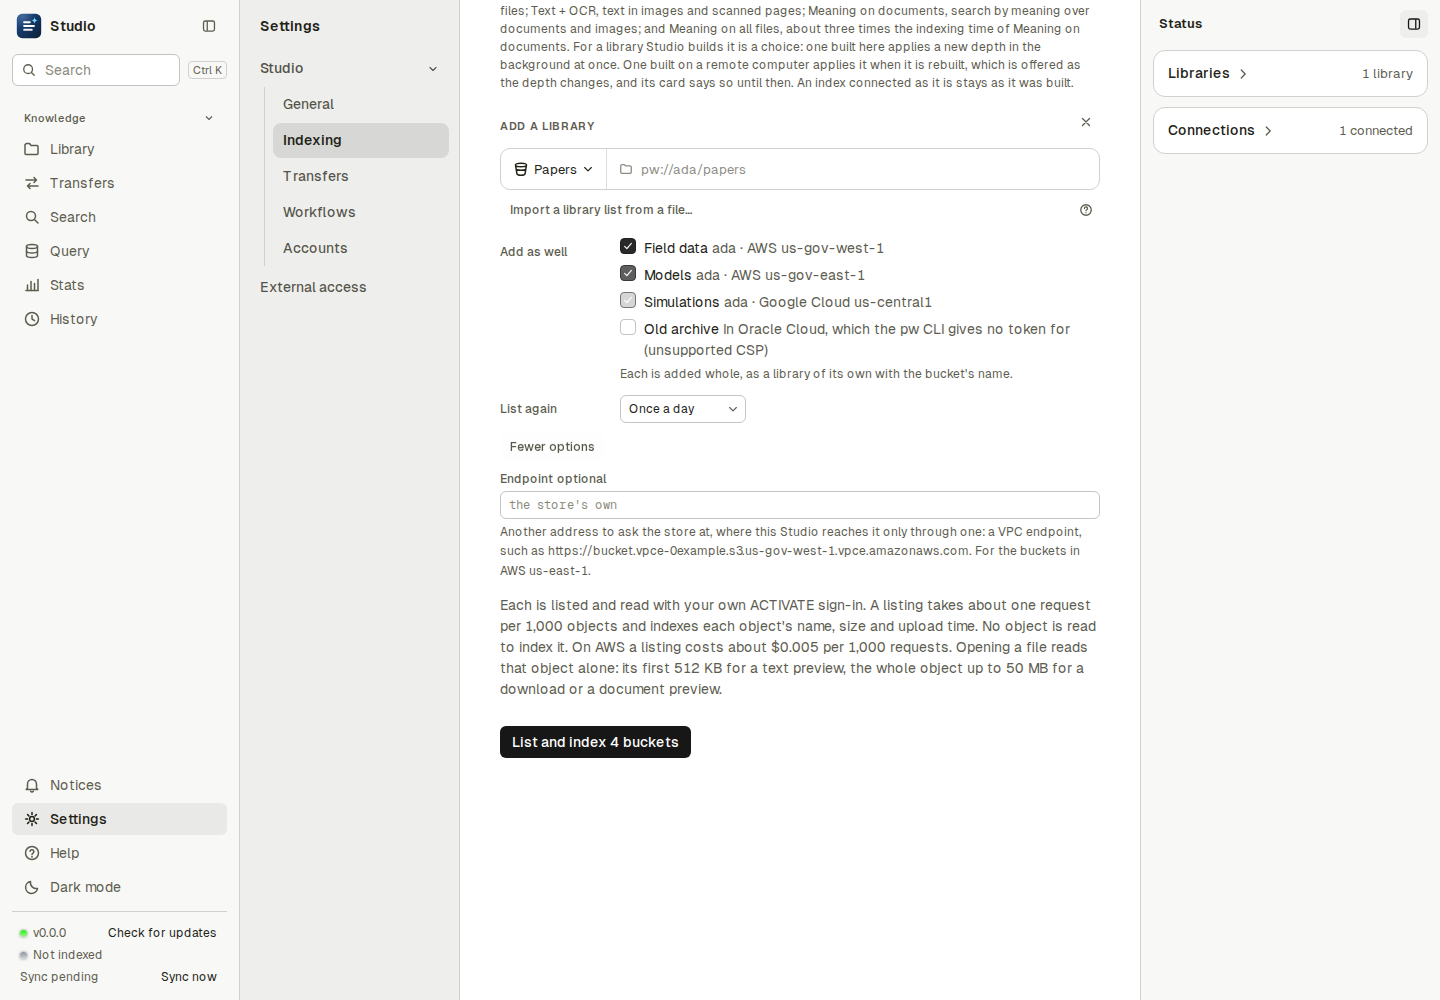 Studio
Search
Ctrl K
Knowledge
Library
Transfers
Search
Query
Stats
History
Notices
Settings
Help
Dark mode
v0.0.0
Check for updates
Not indexed
Sync pending
Sync now
Settings
Studio
General
Indexing
Transfers
Workflows
Accounts
External access
files; Text + OCR, text in images and scanned pages; Meaning on documents, search by meaning over
documents and images; and Meaning on all files, about three times the indexing time of Meaning on
documents. For a library Studio builds it is a choice: one built here applies a new depth in the
background at once. One built on a remote computer applies it when it is rebuilt, which is offered as
the depth changes, and its card says so until then. An index connected as it is stays as it was built.
ADD A LIBRARY
Papers
pw://ada/papers
Import a library list from a file…
Add as well
Field data ada · AWS us-gov-west-1
Models ada · AWS us-gov-east-1
Simulations ada · Google Cloud us-central1
Old archive In Oracle Cloud, which the pw CLI gives no token for
(unsupported CSP)
Each is added whole, as a library of its own with the bucket's name.
List again
Once a day
Fewer options
Endpoint optional
the store's own
Another address to ask the store at, where this Studio reaches it only through one: a VPC endpoint,
such as https://bucket.vpce-0example.s3.us-gov-west-1.vpce.amazonaws.com. For the buckets in
AWS us-east-1.
Each is listed and read with your own ACTIVATE sign-in. A listing takes about one request
per 1,000 objects and indexes each object's name, size and upload time. No object is read
to index it. On AWS a listing costs about $0.005 per 1,000 requests. Opening a file reads
that object alone: its first 512 KB for a text preview, the whole object up to 50 MB for a
download or a document preview.
List and index 4 buckets
Status
Libraries
1 library
Connections
1 connected